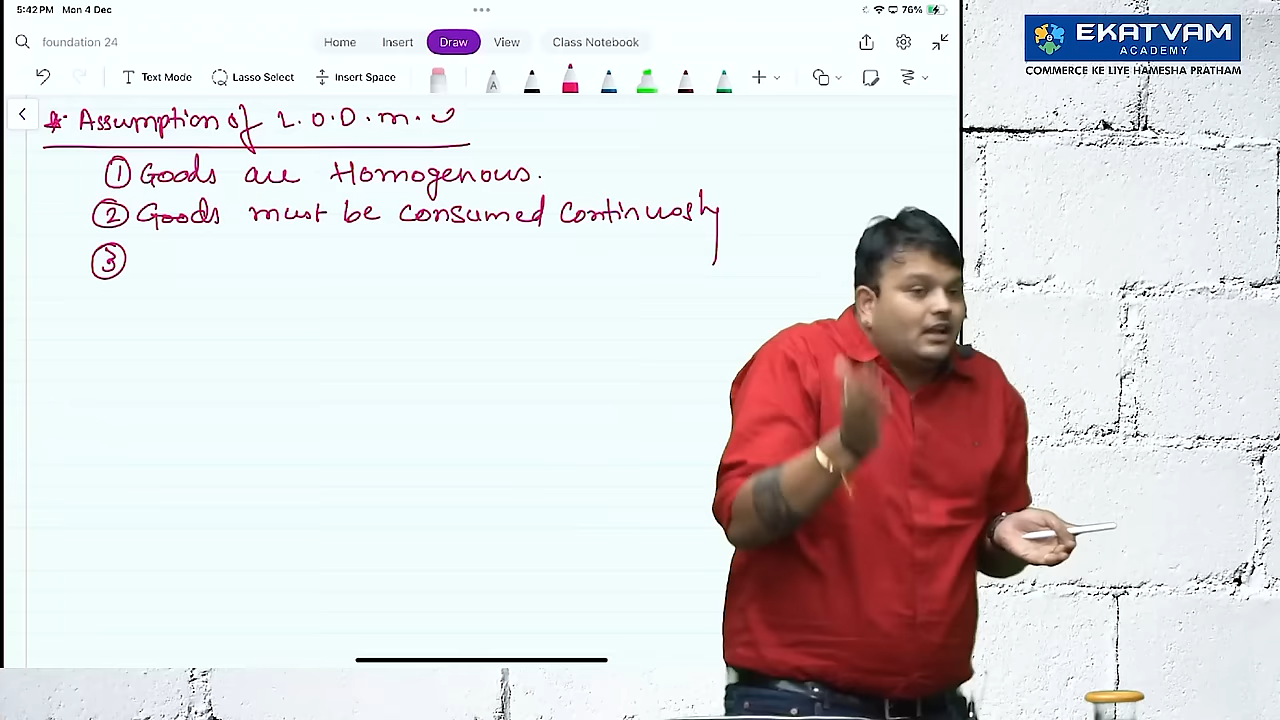 5:42 PM Mon 4 Dec
76%
foundation 24
Home Insert Draw View Class Notebook
Text Mode Lasso Select Insert Space
* Assumption of L.O.D.M.U
① Goods are Homogenous.
② Goods must be consumed continuosly
③
EKATVAM
ACADEMY
COMMERCE KE LIYE HAMESHA PRATHAM